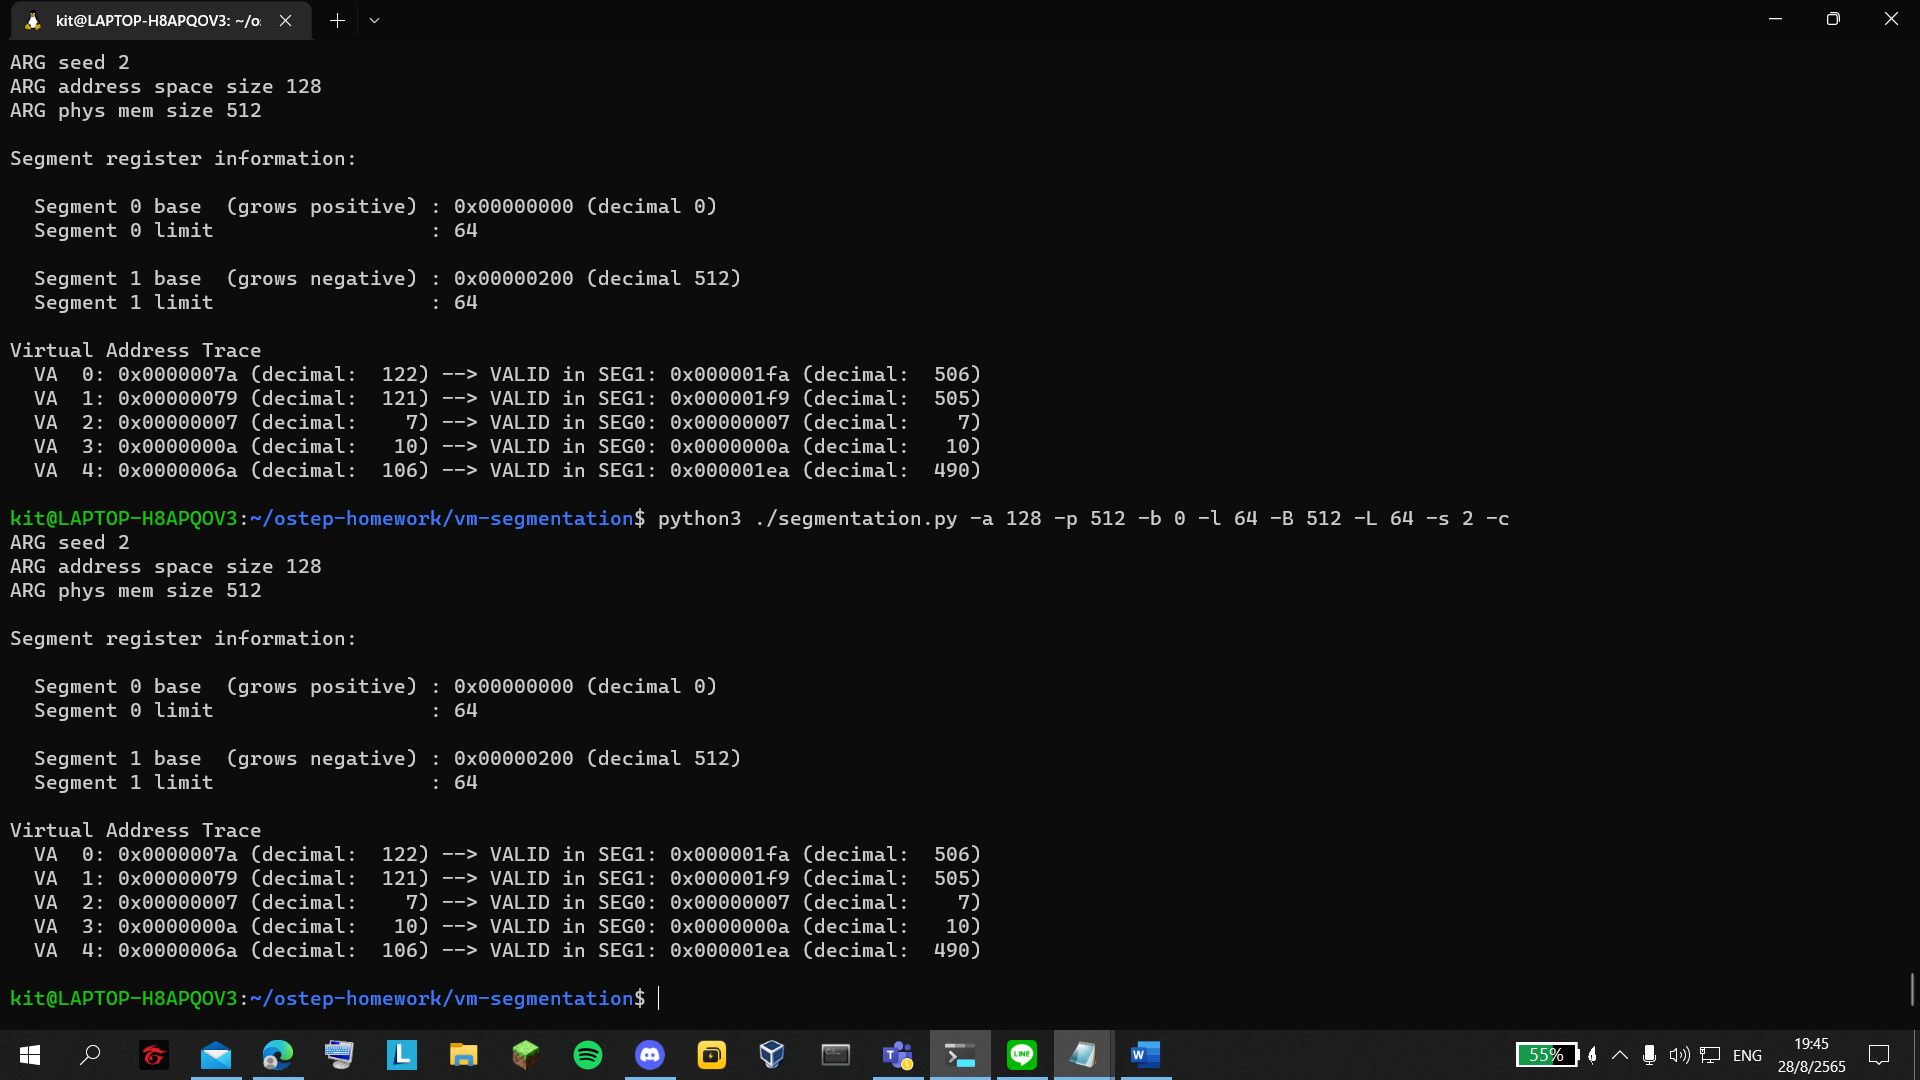 kit@LAPTOP-H8APQOV3: ~/o
ARG seed 2
ARG address space size 128
ARG phys mem size 512
Segment register information:
Segment 0 base  (grows positive) : 0x00000000 (decimal 0)
Segment 0 limit                  : 64
Segment 1 base  (grows negative) : 0x00000200 (decimal 512)
Segment 1 limit                  : 64
Virtual Address Trace
VA  0: 0x0000007a (decimal:  122) --> VALID in SEG1: 0x000001fa (decimal:  506)
VA  1: 0x00000079 (decimal:  121) --> VALID in SEG1: 0x000001f9 (decimal:  505)
VA  2: 0x00000007 (decimal:    7) --> VALID in SEG0: 0x00000007 (decimal:    7)
VA  3: 0x0000000a (decimal:   10) --> VALID in SEG0: 0x0000000a (decimal:   10)
VA  4: 0x0000006a (decimal:  106) --> VALID in SEG1: 0x000001ea (decimal:  490)
kit@LAPTOP-H8APQOV3:~/ostep-homework/vm-segmentation$ python3 ./segmentation.py -a 128 -p 512 -b 0 -l 64 -B 512 -L 64 -s 2 -c
ARG seed 2
ARG address space size 128
ARG phys mem size 512
Segment register information:
Segment 0 base  (grows positive) : 0x00000000 (decimal 0)
Segment 0 limit                  : 64
Segment 1 base  (grows negative) : 0x00000200 (decimal 512)
Segment 1 limit                  : 64
Virtual Address Trace
VA  0: 0x0000007a (decimal:  122) --> VALID in SEG1: 0x000001fa (decimal:  506)
VA  1: 0x00000079 (decimal:  121) --> VALID in SEG1: 0x000001f9 (decimal:  505)
VA  2: 0x00000007 (decimal:    7) --> VALID in SEG0: 0x00000007 (decimal:    7)
VA  3: 0x0000000a (decimal:   10) --> VALID in SEG0: 0x0000000a (decimal:   10)
VA  4: 0x0000006a (decimal:  106) --> VALID in SEG1: 0x000001ea (decimal:  490)
kit@LAPTOP-H8APQOV3:~/ostep-homework/vm-segmentation$
55% ENG 19:45
28/8/2565